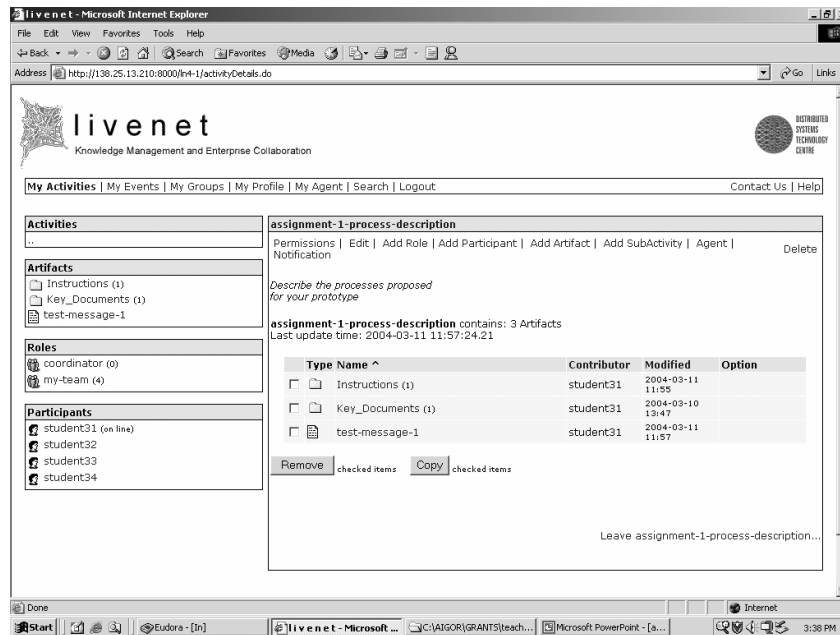 livenet - Microsoft Internet Explorer
File Edit View Favorites Tools Help
Back Search Favorites Media
Address http://138.25.13.210:8000/ln4-1/activityDetails.do Go Links
livenet
Knowledge Management and Enterprise Collaboration
DISTRIBUTED
SYSTEMS
TECHNOLOGY
CENTRE
My Activities | My Events | My Groups | My Profile | My Agent | Search | Logout
Contact Us | Help
Activities
..
Artifacts
Instructions (1)
Key_Documents (1)
test-message-1
Roles
coordinator (0)
my-team (4)
Participants
student31 (on line)
student32
student33
student34
assignment-1-process-description
Permissions | Edit | Add Role | Add Participant | Add Artifact | Add SubActivity | Agent |
Notification
Delete
Describe the processes proposed
for your prototype
assignment-1-process-description contains: 3 Artifacts
Last update time: 2004-03-11 11:57:24.21
Type Name ^ Contributor Modified Option
Instructions (1) student31 2004-03-11
11:55
Key_Documents (1) student31 2004-03-10
13:47
test-message-1 student31 2004-03-11
11:57
Remove checked items Copy checked items
Leave assignment-1-process-description...
Done Internet
Start Eudora - [In] livenet - Microsoft ... C:\AIGOR\GRANTS\teach... Microsoft PowerPoint - [a... 3:38 PM